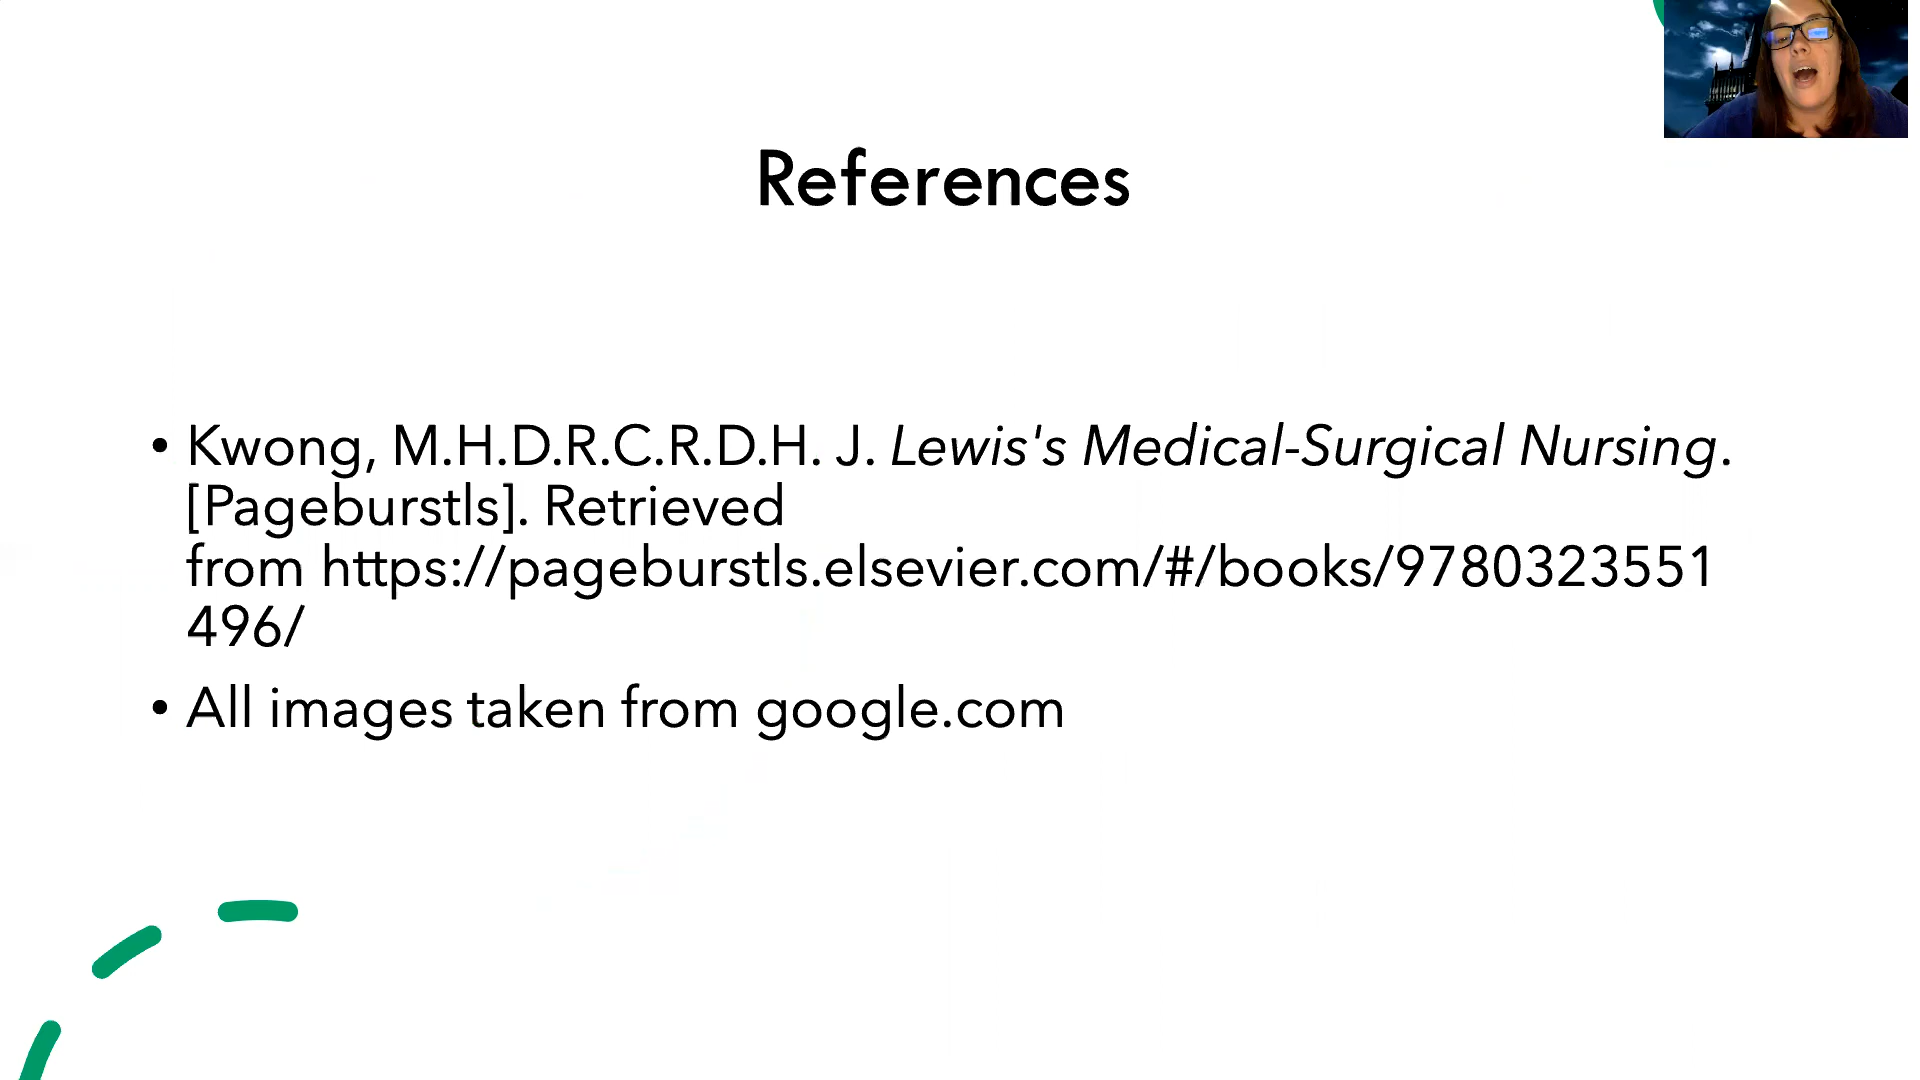 References
• Kwong, M.H.D.R.C.R.D.H. J. Lewis's Medical-Surgical Nursing.
[Pageburstls]. Retrieved
from https://pageburstls.elsevier.com/#/books/9780323551
496/
• All images taken from google.com